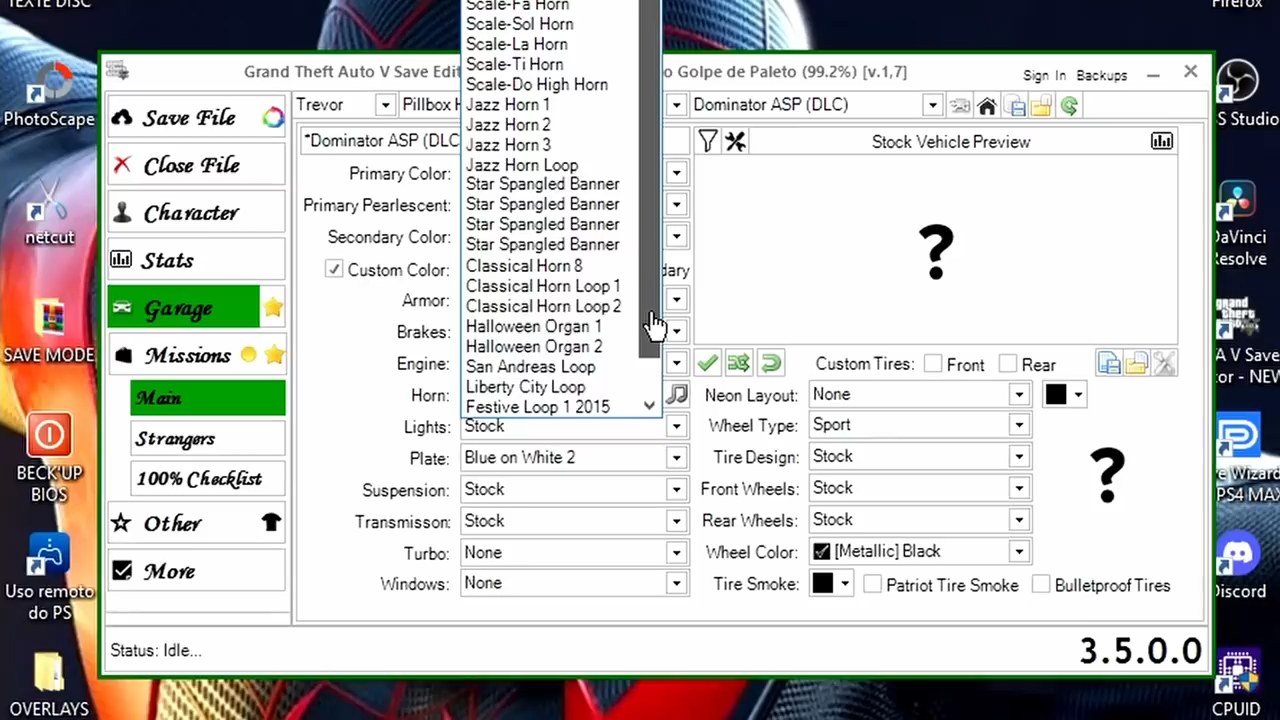 TEXTE DISC
Firefox
PhotoScape
netcut
SAVE MODE
BECK'UP
BIOS
Uso remoto
do PS
OVERLAYS
Grand Theft Auto V Save Edit
o Golpe de Paleto (99.2%) [v.1,7]
Sign In
Backups
Save File
Close File
Character
Stats
Garage
Missions
Main
Strangers
100% Checklist
Other
More
Trevor
Pillbox H
Dominator ASP (DLC)
*Dominator ASP (DLC
Primary Color:
Primary Pearlescent:
Secondary Color:
Custom Color:
dary
Armor:
Brakes:
Engine:
Horn:
Lights: Stock
Plate: Blue on White 2
Suspension: Stock
Transmisson: Stock
Turbo: None
Windows: None
Scale-Fa Horn
Scale-Sol Horn
Scale-La Horn
Scale-Ti Horn
Scale-Do High Horn
Jazz Horn 1
Jazz Horn 2
Jazz Horn 3
Jazz Horn Loop
Star Spangled Banner
Star Spangled Banner
Star Spangled Banner
Star Spangled Banner
Classical Horn 8
Classical Horn Loop 1
Classical Horn Loop 2
Halloween Organ 1
Halloween Organ 2
San Andreas Loop
Liberty City Loop
Festive Loop 1 2015
Stock Vehicle Preview
?
Custom Tires: Front Rear
Neon Layout: None
Wheel Type: Sport
Tire Design: Stock
Front Wheels: Stock
Rear Wheels: Stock
Wheel Color: [Metallic] Black
Tire Smoke: Patriot Tire Smoke Bulletproof Tires
?
Status: Idle...
3.5.0.0
S Studio
DaVinci
esolve
grand
theft
A V Save
tor - NEW
e Wizard
PS4 MAX
Discord
CPUID